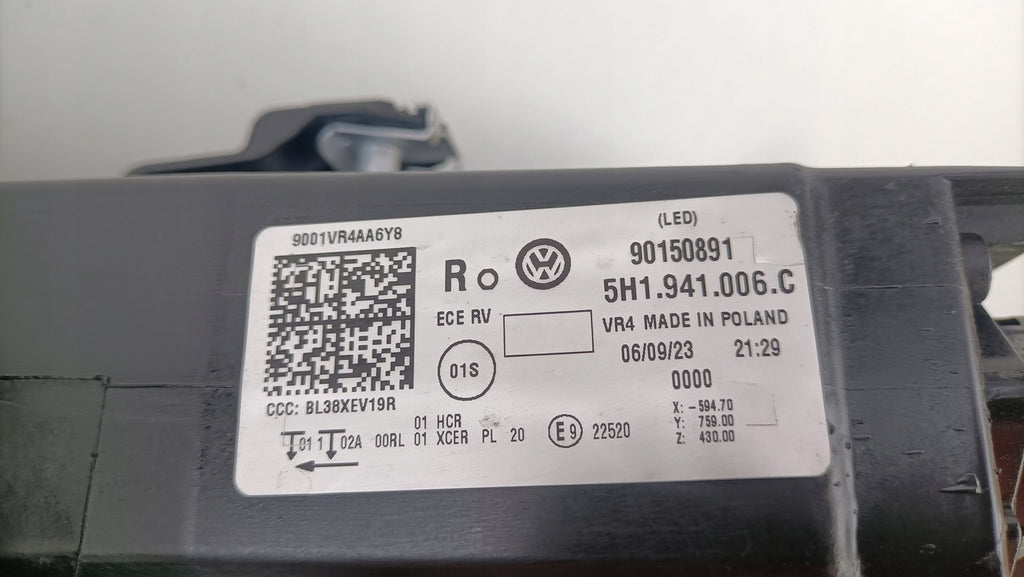 9001VR4AA6Y8
CCC: BL38XEV19R
R
ECE RV
01S
(LED)
90150891
5H1.941.006.C
VR4 MADE IN POLAND
06/09/23 21:29
0000
X: -594.70
Y: 759.00
Z: 430.00
01 HCR
01 1 02A 00RL 01 XCER PL 20 E9 22520